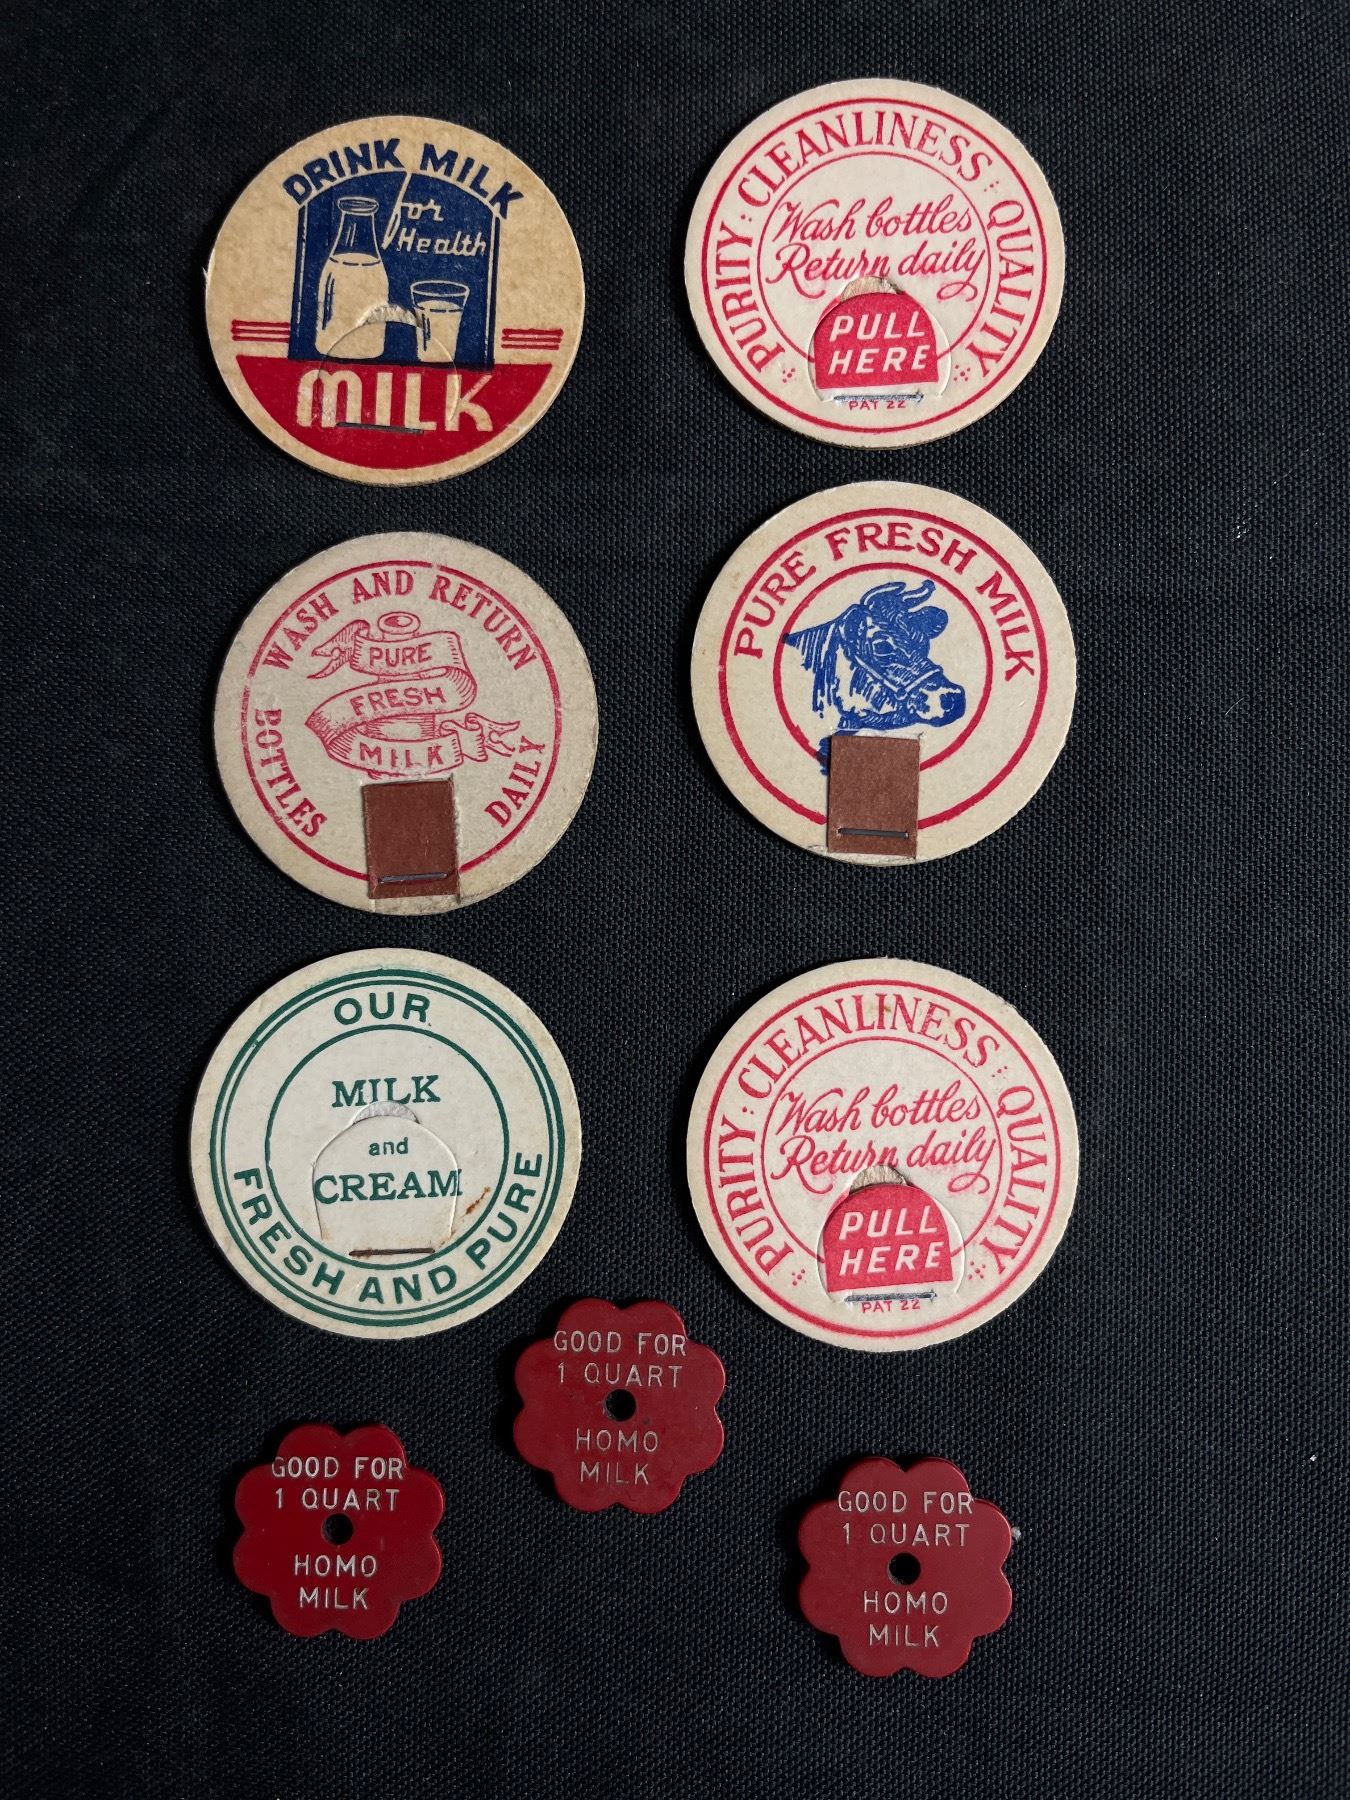 DRINK MILK
for
Health
MILK
PURITY : CLEANLINESS : QUALITY
Wash bottles
Return daily
PULL
HERE
PAT 22
WASH AND RETURN
BOTTLES DAILY
PURE
FRESH
MILK
PURE FRESH MILK
OUR
MILK
and
CREAM
FRESH AND PURE
PURITY : CLEANLINESS : QUALITY
Wash bottles
Return daily
PULL
HERE
PAT 22
GOOD FOR
1 QUART
HOMO
MILK
GOOD FOR
1 QUART
HOMO
MILK
GOOD FOR
1 QUART
HOMO
MILK